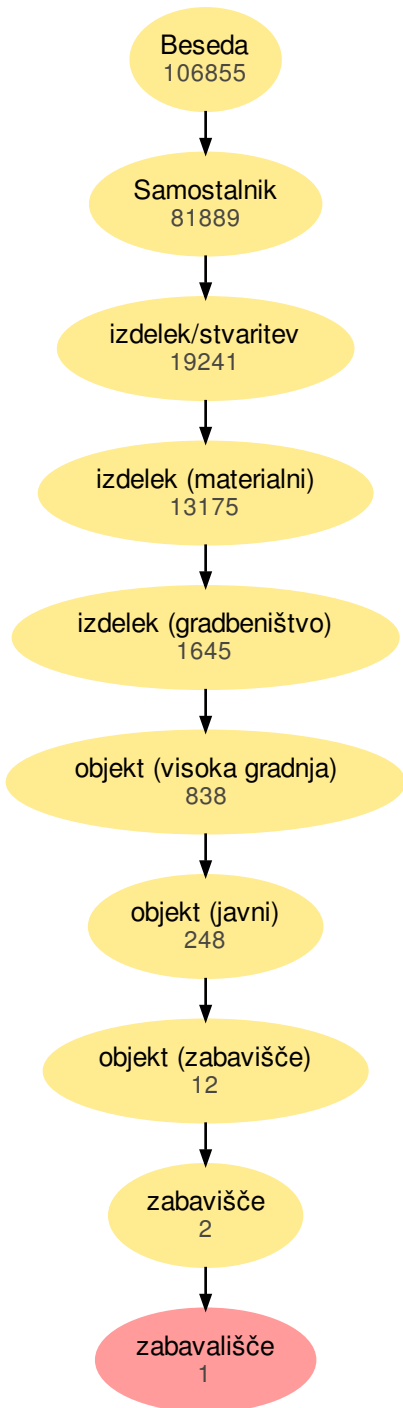 Beseda
106855
Samostalnik
81889
izdelek/stvaritev
19241
izdelek (materialni)
13175
izdelek (gradbeništvo)
1645
objekt (visoka gradnja)
838
objekt (javni)
248
objekt (zabavišče)
12
zabavišče
2
zabavališče
1